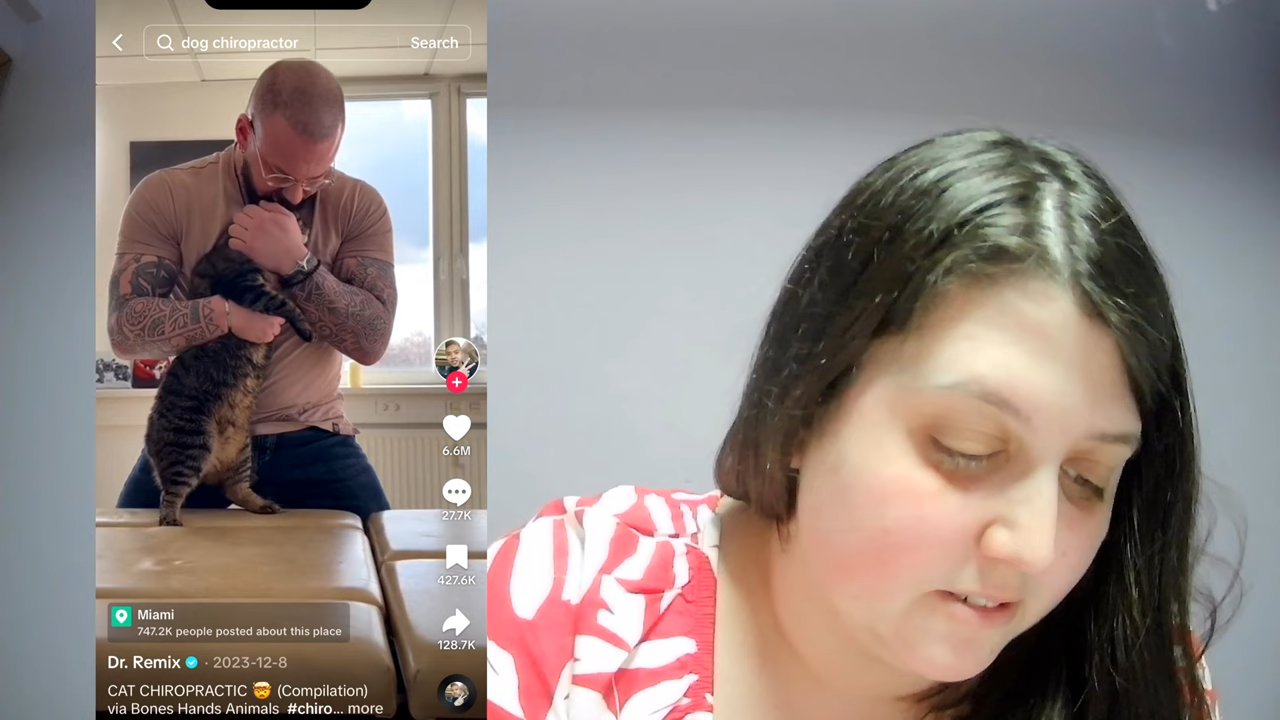 dog chiropractor Search
6.6M
27.7K
427.6K
Miami
747.2K people posted about this place
128.7K
Dr. Remix · 2023-12-8
CAT CHIROPRACTIC 🤯 (Compilation)
via Bones Hands Animals #chiro... more